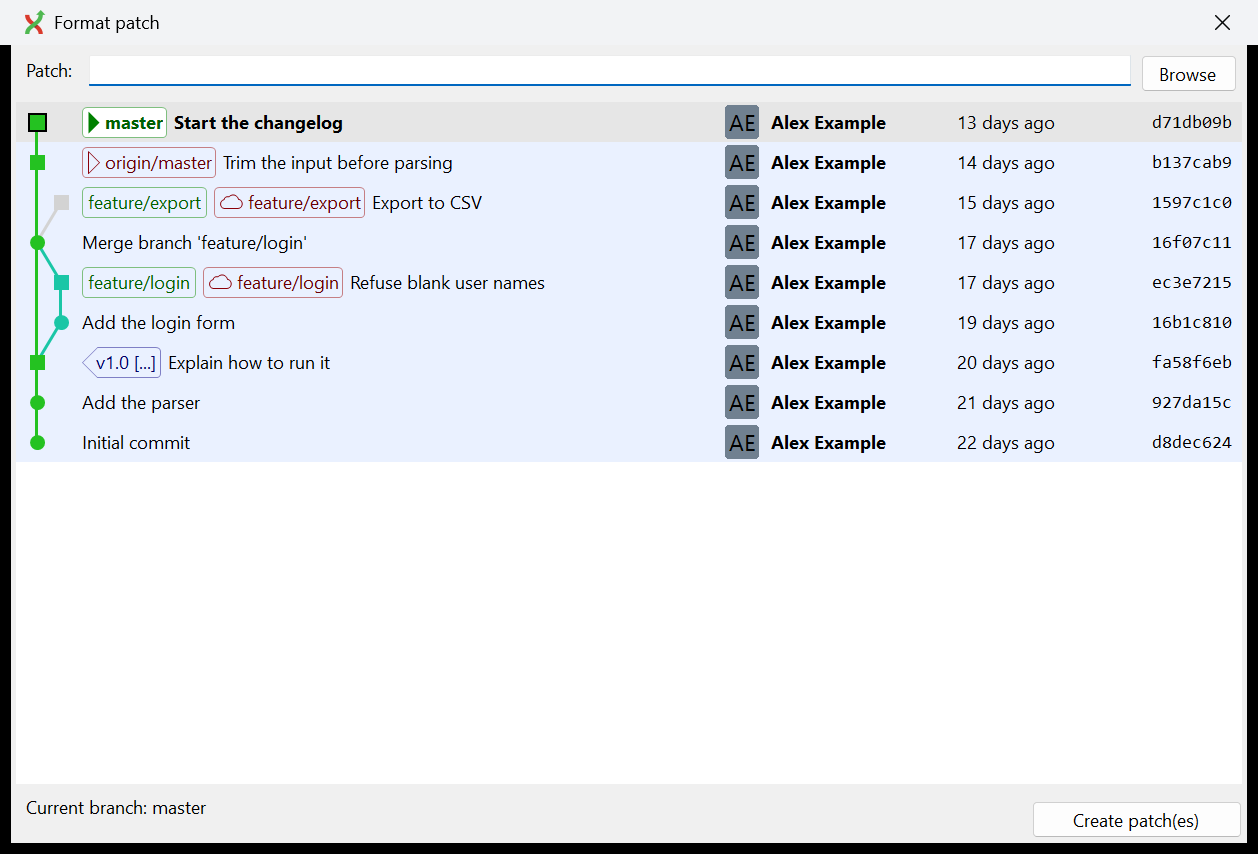 Format patch
Patch: Browse
master Start the changelog AE Alex Example 13 days ago d71db09b
origin/master Trim the input before parsing AE Alex Example 14 days ago b137cab9
feature/export feature/export Export to CSV AE Alex Example 15 days ago 1597c1c0
Merge branch 'feature/login' AE Alex Example 17 days ago 16f07c11
feature/login feature/login Refuse blank user names AE Alex Example 17 days ago ec3e7215
Add the login form AE Alex Example 19 days ago 16b1c810
v1.0 [...] Explain how to run it AE Alex Example 20 days ago fa58f6eb
Add the parser AE Alex Example 21 days ago 927da15c
Initial commit AE Alex Example 22 days ago d8dec624
Current branch: master
Create patch(es)